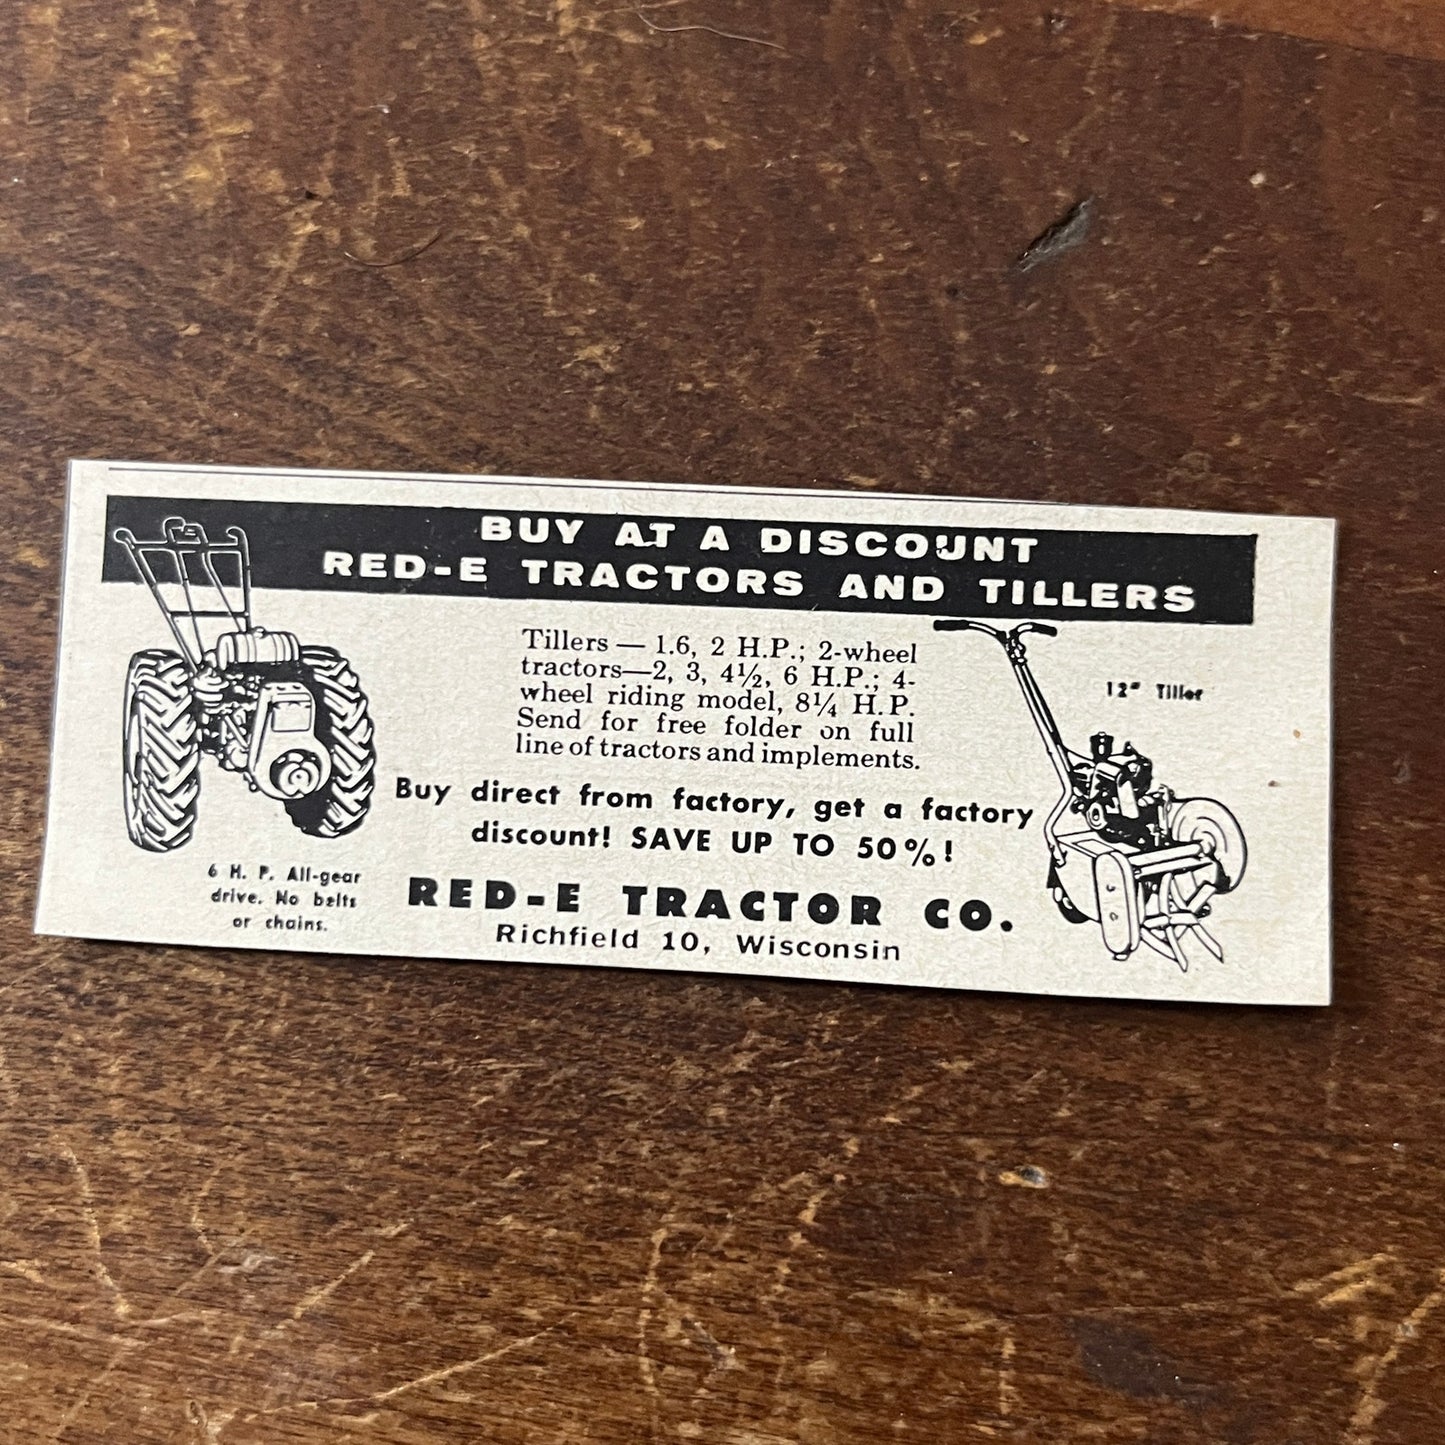 BUY AT A DISCOUNT
RED-E TRACTORS AND TILLERS
Tillers — 1.6, 2 H.P.; 2-wheel
tractors—2, 3, 4½, 6 H.P.; 4-
wheel riding model, 8¼ H.P.
Send for free folder on full
line of tractors and implements.
12" Tiller
Buy direct from factory, get a factory
discount! SAVE UP TO 50%!
6 H. P. All-gear
drive. No belts
or chains.
RED-E TRACTOR CO.
Richfield 10, Wisconsin